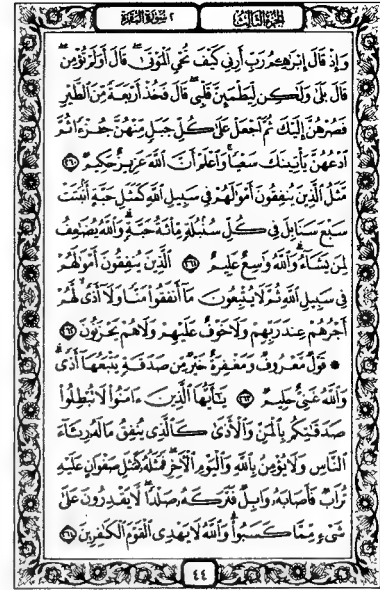 الجزء الثالث ٢ سورة البقرة
وَإِذْ قَالَ إِبْرَٰهِۦمُ رَبِّ أَرِنِى كَيْفَ تُحْىِ ٱلْمَوْتَىٰ ۖ قَالَ أَوَلَمْ تُؤْمِن ۖ
قَالَ بَلَىٰ وَلَٰكِن لِّيَطْمَئِنَّ قَلْبِى ۖ قَالَ فَخُذْ أَرْبَعَةً مِّنَ ٱلطَّيْرِ
فَصُرْهُنَّ إِلَيْكَ ثُمَّ ٱجْعَلْ عَلَىٰ كُلِّ جَبَلٍ مِّنْهُنَّ جُزْءًا ثُمَّ
ٱدْعُهُنَّ يَأْتِينَكَ سَعْيًا ۚ وَٱعْلَمْ أَنَّ ٱللَّهَ عَزِيزٌ حَكِيمٌ ٢٦٠
مَّثَلُ ٱلَّذِينَ يُنفِقُونَ أَمْوَٰلَهُمْ فِى سَبِيلِ ٱللَّهِ كَمَثَلِ حَبَّةٍ أَنۢبَتَتْ
سَبْعَ سَنَابِلَ فِى كُلِّ سُنۢبُلَةٍ مِّا۟ئَةُ حَبَّةٍ ۗ وَٱللَّهُ يُضَٰعِفُ
لِمَن يَشَآءُ ۗ وَٱللَّهُ وَٰسِعٌ عَلِيمٌ ٢٦١ ٱلَّذِينَ يُنفِقُونَ أَمْوَٰلَهُمْ
فِى سَبِيلِ ٱللَّهِ ثُمَّ لَا يُتْبِعُونَ مَآ أَنفَقُوا۟ مَنًّا وَلَآ أَذًى ۙ لَّهُمْ
أَجْرُهُمْ عِندَ رَبِّهِمْ وَلَا خَوْفٌ عَلَيْهِمْ وَلَا هُمْ يَحْزَنُونَ ٢٦٢
۞ قَوْلٌ مَّعْرُوفٌ وَمَغْفِرَةٌ خَيْرٌ مِّن صَدَقَةٍ يَتْبَعُهَآ أَذًى ۗ
وَٱللَّهُ غَنِىٌّ حَلِيمٌ ٢٦٣ يَٰٓأَيُّهَا ٱلَّذِينَ ءَامَنُوا۟ لَا تُبْطِلُوا۟
صَدَقَٰتِكُم بِٱلْمَنِّ وَٱلْأَذَىٰ كَٱلَّذِى يُنفِقُ مَالَهُۥ رِئَآءَ
ٱلنَّاسِ وَلَا يُؤْمِنُ بِٱللَّهِ وَٱلْيَوْمِ ٱلْءَاخِرِ ۖ فَمَثَلُهُۥ كَمَثَلِ صَفْوَانٍ عَلَيْهِ
تُرَابٌ فَأَصَابَهُۥ وَابِلٌ فَتَرَكَهُۥ صَلْدًا ۖ لَّا يَقْدِرُونَ عَلَىٰ
شَىْءٍ مِّمَّا كَسَبُوا۟ ۗ وَٱللَّهُ لَا يَهْدِى ٱلْقَوْمَ ٱلْكَٰفِرِينَ ٢٦٤
٤٤